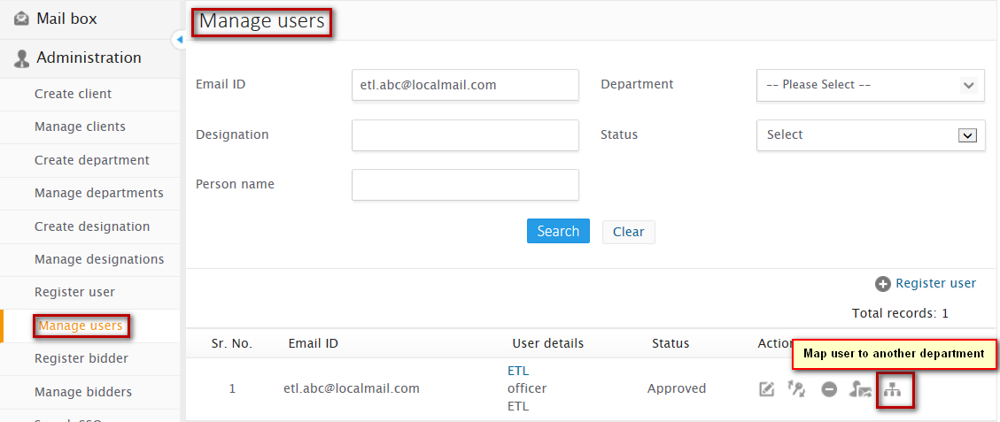 Mail box
Administration
Create client
Manage clients
Create department
Manage departments
Create designation
Manage designations
Register user
Manage users
Register bidder
Manage bidders
Manage users
Email ID
etl.abc@localmail.com
Department
-- Please Select --
Designation
Status
Select
Person name
Search
Clear
Register user
Total records: 1
Sr. No. Email ID User details Status Action
Map user to another department
1 etl.abc@localmail.com ETL Approved
officer
ETL